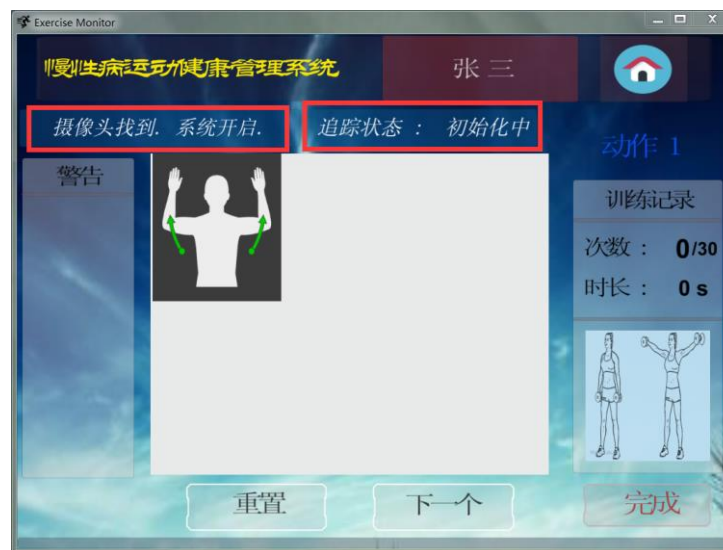 Exercise Monitor
慢性病运动健康管理系统
张三
摄像头找到. 系统开启.
追踪状态 : 初始化中
动作 1
警告
训练记录
次数 : 0/30
时长 : 0 s
重置
下一个
完成